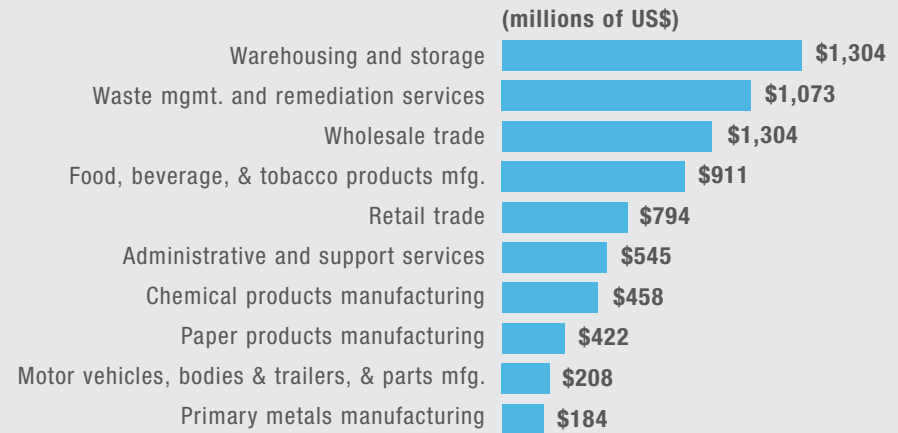 (millions of US$)
Warehousing and storage $1,304
Waste mgmt. and remediation services $1,073
Wholesale trade $1,304
Food, beverage, & tobacco products mfg. $911
Retail trade $794
Administrative and support services $545
Chemical products manufacturing $458
Paper products manufacturing $422
Motor vehicles, bodies & trailers, & parts mfg. $208
Primary metals manufacturing $184